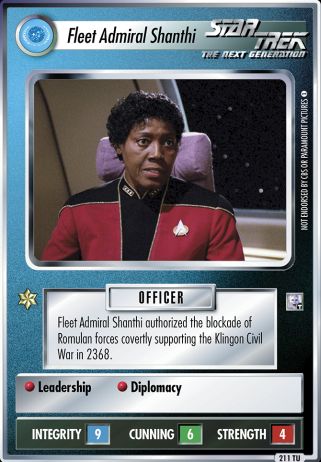 Fleet Admiral Shanthi
STAR TREK
THE NEXT GENERATION
NOT ENDORSED BY CBS OR PARAMOUNT PICTURES
OFFICER
Fleet Admiral Shanthi authorized the blockade of
Romulan forces covertly supporting the Klingon Civil
War in 2368.
Leadership Diplomacy
INTEGRITY 9 CUNNING 6 STRENGTH 4
211 TU